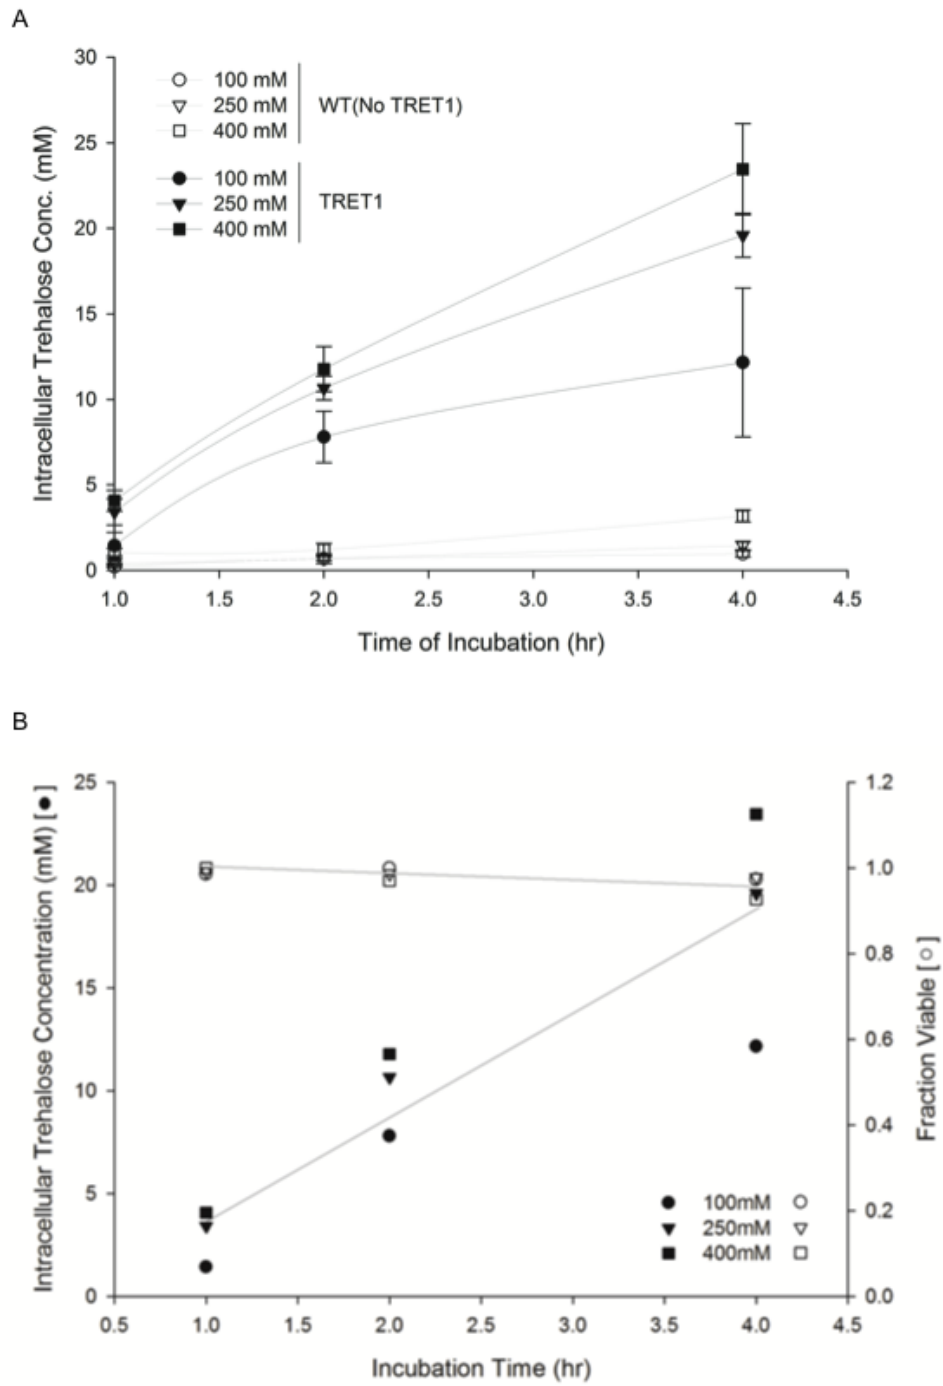 A
30
25
20
15
10
5
0
Intracellular Trehalose Conc. (mM)
100 mM
250 mM
400 mM
WT(No TRET1)
100 mM
250 mM
400 mM
TRET1
1.0 1.5 2.0 2.5 3.0 3.5 4.0 4.5
Time of Incubation (hr)
B
25
20
15
10
5
0
Intracellular Trehalose Concentration (mM) [●]
1.2
1.0
0.8
0.6
0.4
0.2
0.0
Fraction Viable [○]
100mM
250mM
400mM
0.5 1.0 1.5 2.0 2.5 3.0 3.5 4.0 4.5
Incubation Time (hr)